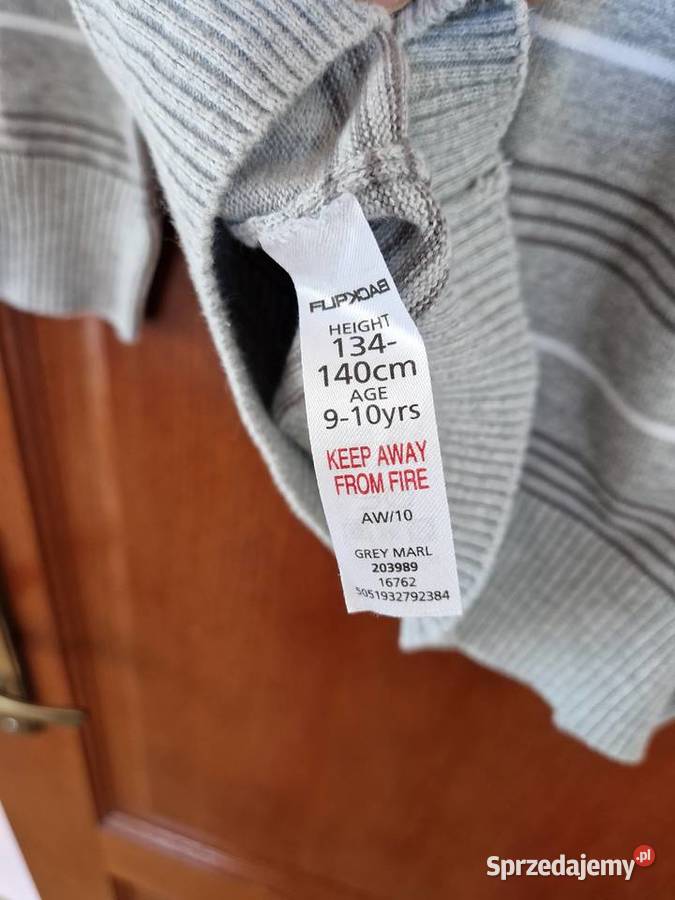 FLIPBACK
HEIGHT
134-
140cm
AGE
9-10yrs
KEEP AWAY
FROM FIRE
AW/10
GREY MARL
203989
16762
5051932792384
Sprzedajemy.pl